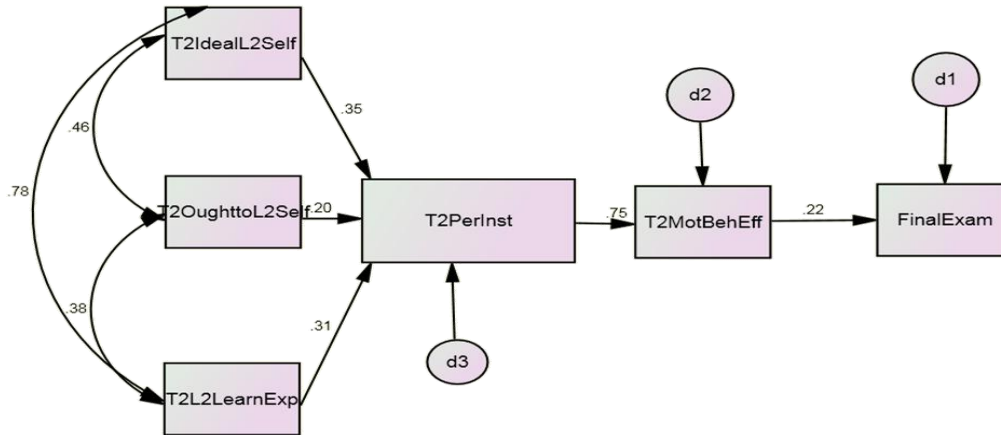 T2IdealL2Self
d2
d1
.35
.46
.78
T2OughttoL2Self
.20
T2PerInst
.75
T2MotBehEff
.22
FinalExam
.38
.31
d3
T2L2LearnExp